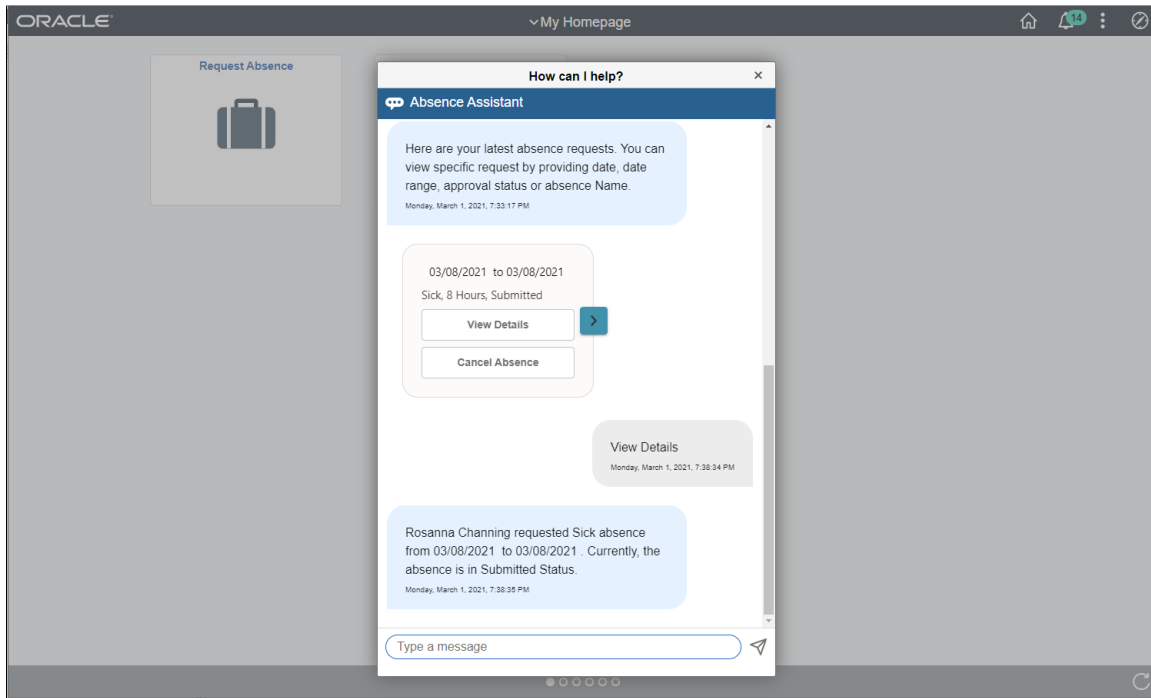 ORACLE
My Homepage
14
Request Absence
How can I help?
Absence Assistant
Here are your latest absence requests. You can
view specific request by providing date, date
range, approval status or absence Name.
Monday, March 1, 2021, 7:33:17 PM
03/08/2021 to 03/08/2021
Sick, 8 Hours, Submitted
View Details
Cancel Absence
View Details
Monday, March 1, 2021, 7:38:34 PM
Rosanna Channing requested Sick absence
from 03/08/2021 to 03/08/2021 . Currently, the
absence is in Submitted Status.
Monday, March 1, 2021, 7:38:35 PM
Type a message